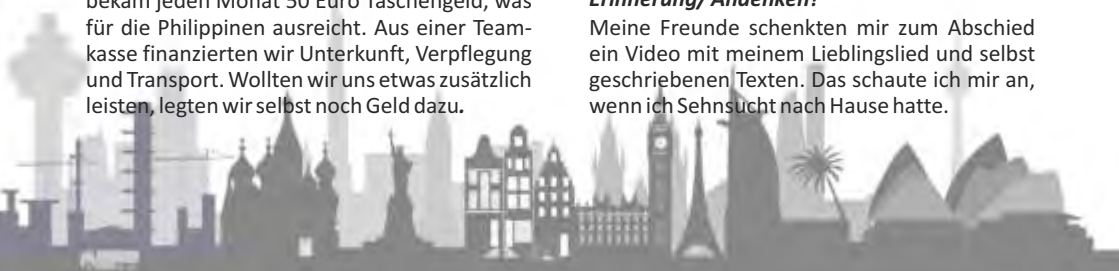 bekam jeden Monat 50 Euro Taschengeld, was
für die Philippinen ausreicht. Aus einer Team-
kasse finanzierten wir Unterkunft, Verpflegung
und Transport. Wollten wir uns etwas zusätzlich
leisten, legten wir selbst noch Geld dazu.
Erinnerung/ Andenken?
Meine Freunde schenkten mir zum Abschied
ein Video mit meinem Lieblingslied und selbst
geschriebenen Texten. Das schaute ich mir an,
wenn ich Sehnsucht nach Hause hatte.